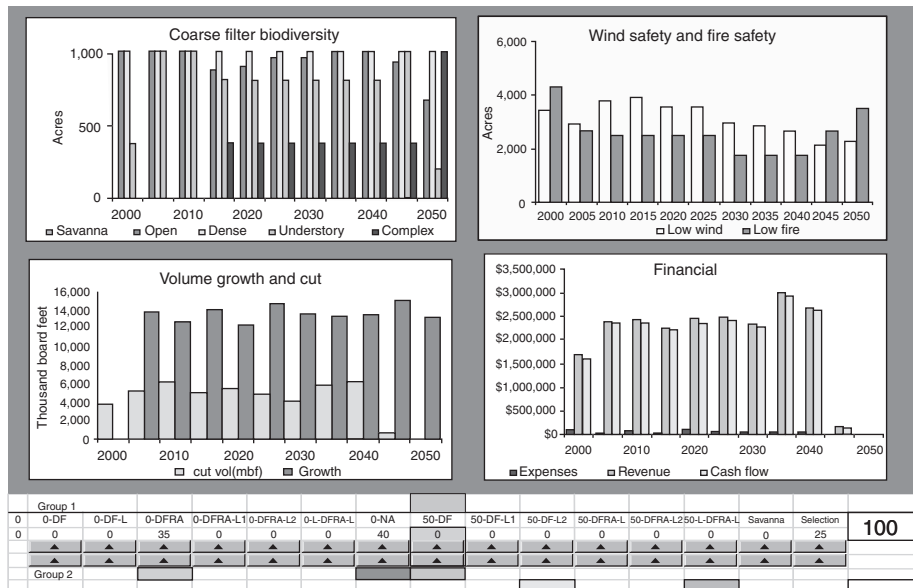 Coarse filter biodiversity
1,000
500
0
Acres
2000 2010 2020 2030 2040 2050
Savanna Open Dense Understory Complex
Wind safety and fire safety
6,000
4,000
2,000
0
Acres
2000 2005 2010 2015 2020 2025 2030 2035 2040 2045 2050
Low wind Low fire
Volume growth and cut
16,000
14,000
12,000
10,000
8,000
6,000
4,000
2,000
0
Thousand board feet
2000 2010 2020 2030 2040 2050
cut vol(mbf) Growth
Financial
$3,500,000
$3,000,000
$2,500,000
$2,000,000
$1,500,000
$1,000,000
$500,000
$0
2000 2010 2020 2030 2040 2050
Expenses Revenue Cash flow
Group 1
0 0-DF 0-DF-L 0-DFRA 0-DFRA-L1 0-DFRA-L2 0-L-DFRA-L 0-NA 50-DF 50-DF-L1 50-DF-L2 50-DFRA-L 50-DFRA-L2 50-L-DFRA-L Savanna Selection 100
0 0 0 35 0 0 0 40 0 0 0 0 0 0 0 25
Group 2